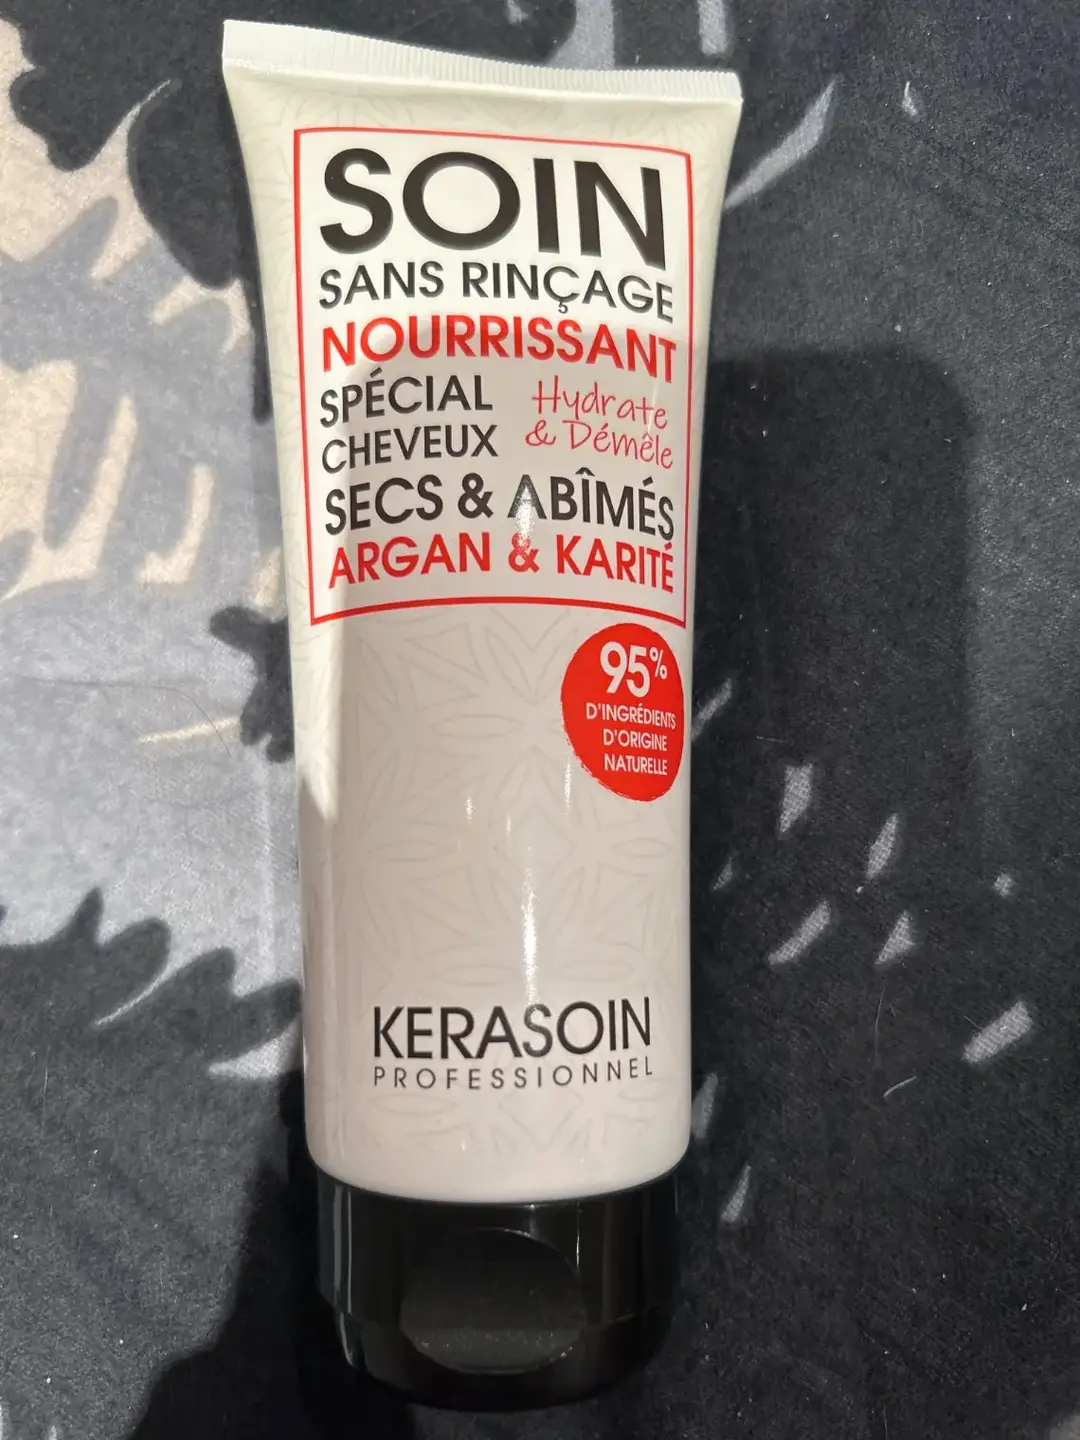 SOIN
SANS RINÇAGE
NOURRISSANT
SPÉCIAL
CHEVEUX
Hydrate
& Démêle
SECS & ABÎMÉS
ARGAN & KARITÉ
95%
D'INGRÉDIENTS
D'ORIGINE
NATURELLE
KERASOIN
PROFESSIONNEL